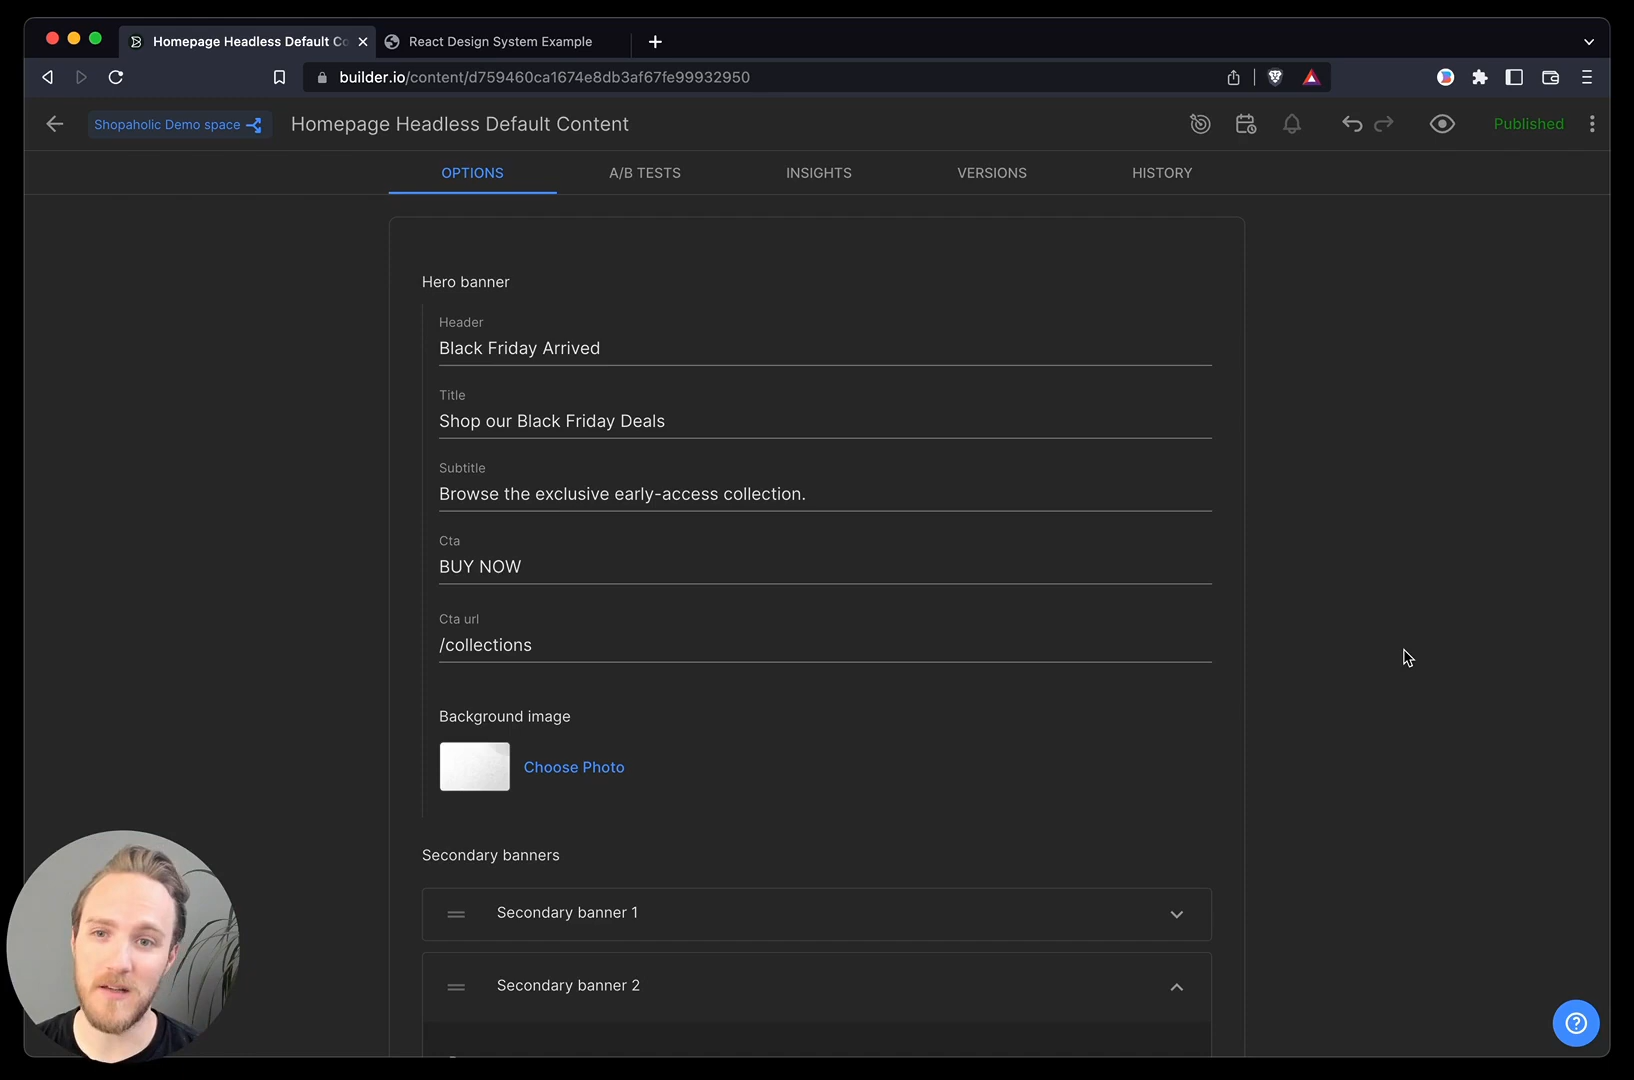 Homepage Headless Default Co
React Design System Example
builder.io/content/d759460ca1674e8db3af67fe99932950
Shopaholic Demo space
Homepage Headless Default Content
Published
OPTIONS
A/B TESTS
INSIGHTS
VERSIONS
HISTORY
Hero banner
Header
Black Friday Arrived
Title
Shop our Black Friday Deals
Subtitle
Browse the exclusive early-access collection.
Cta
BUY NOW
Cta url
/collections
Background image
Choose Photo
Secondary banners
Secondary banner 1
Secondary banner 2